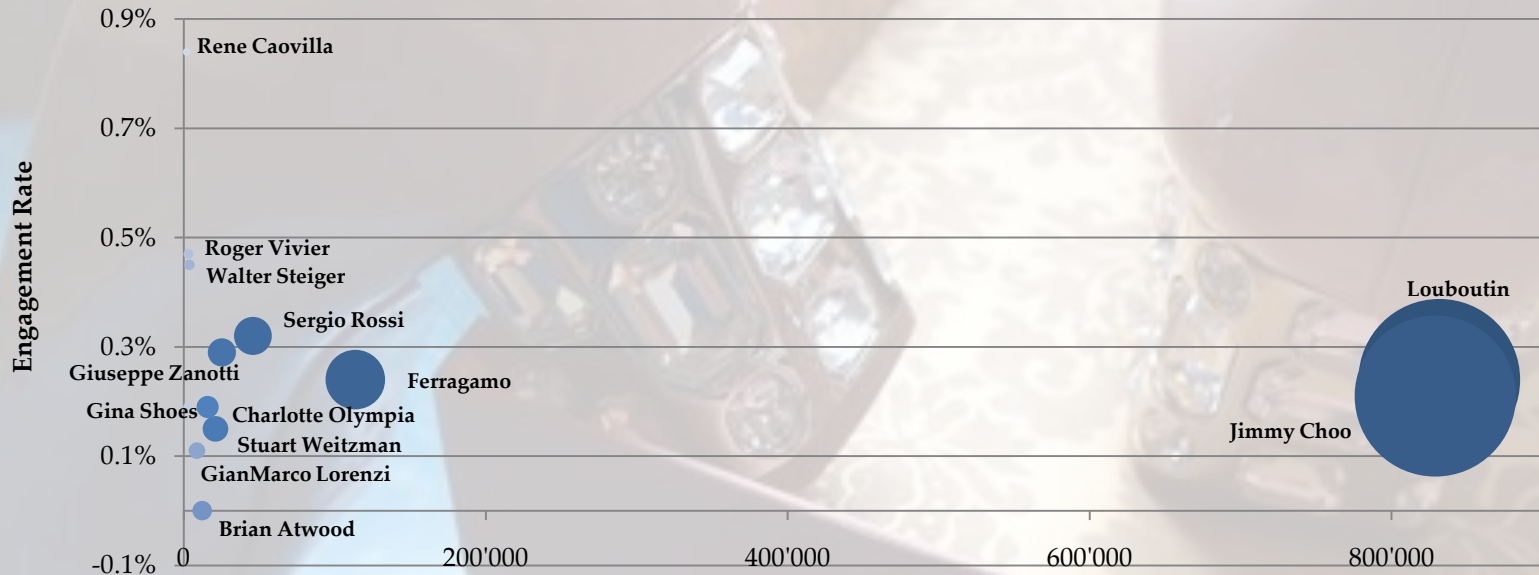 0.9%
Rene Caovilla
0.7%
Engagement Rate
0.5%
Roger Vivier
Walter Steiger
Louboutin
Sergio Rossi
0.3%
Giuseppe Zanotti
Ferragamo
Gina Shoes
Charlotte Olympia
Jimmy Choo
Stuart Weitzman
0.1%
GianMarco Lorenzi
Brian Atwood
-0.1%
0
200'000
400'000
600'000
800'000